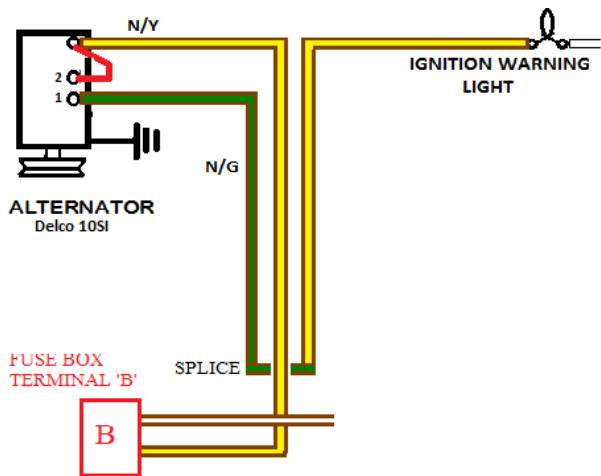 N/Y
IGNITION WARNING
LIGHT
2
1
N/G
ALTERNATOR
Delco 10SI
FUSE BOX
TERMINAL 'B'
SPLICE
B